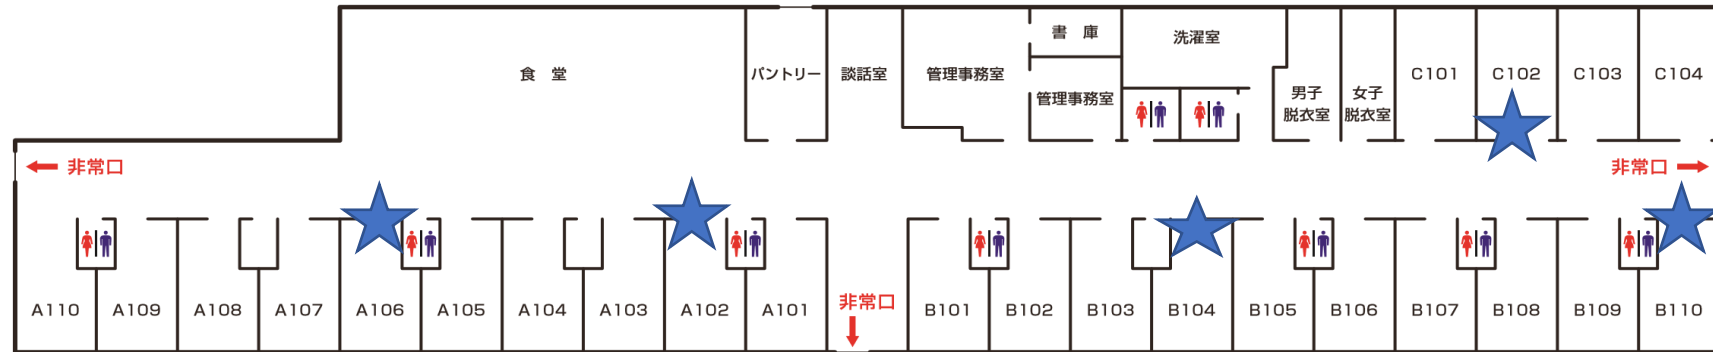 書　庫
洗濯室
食　堂
パントリー
談話室
管理事務室
C101
C102
C103
C104
管理事務室
男子
脱衣室
女子
脱衣室
非常口
非常口
A110
A109
A108
A107
A106
A105
A104
A103
A102
A101
非常口
B101
B102
B103
B104
B105
B106
B107
B108
B109
B110